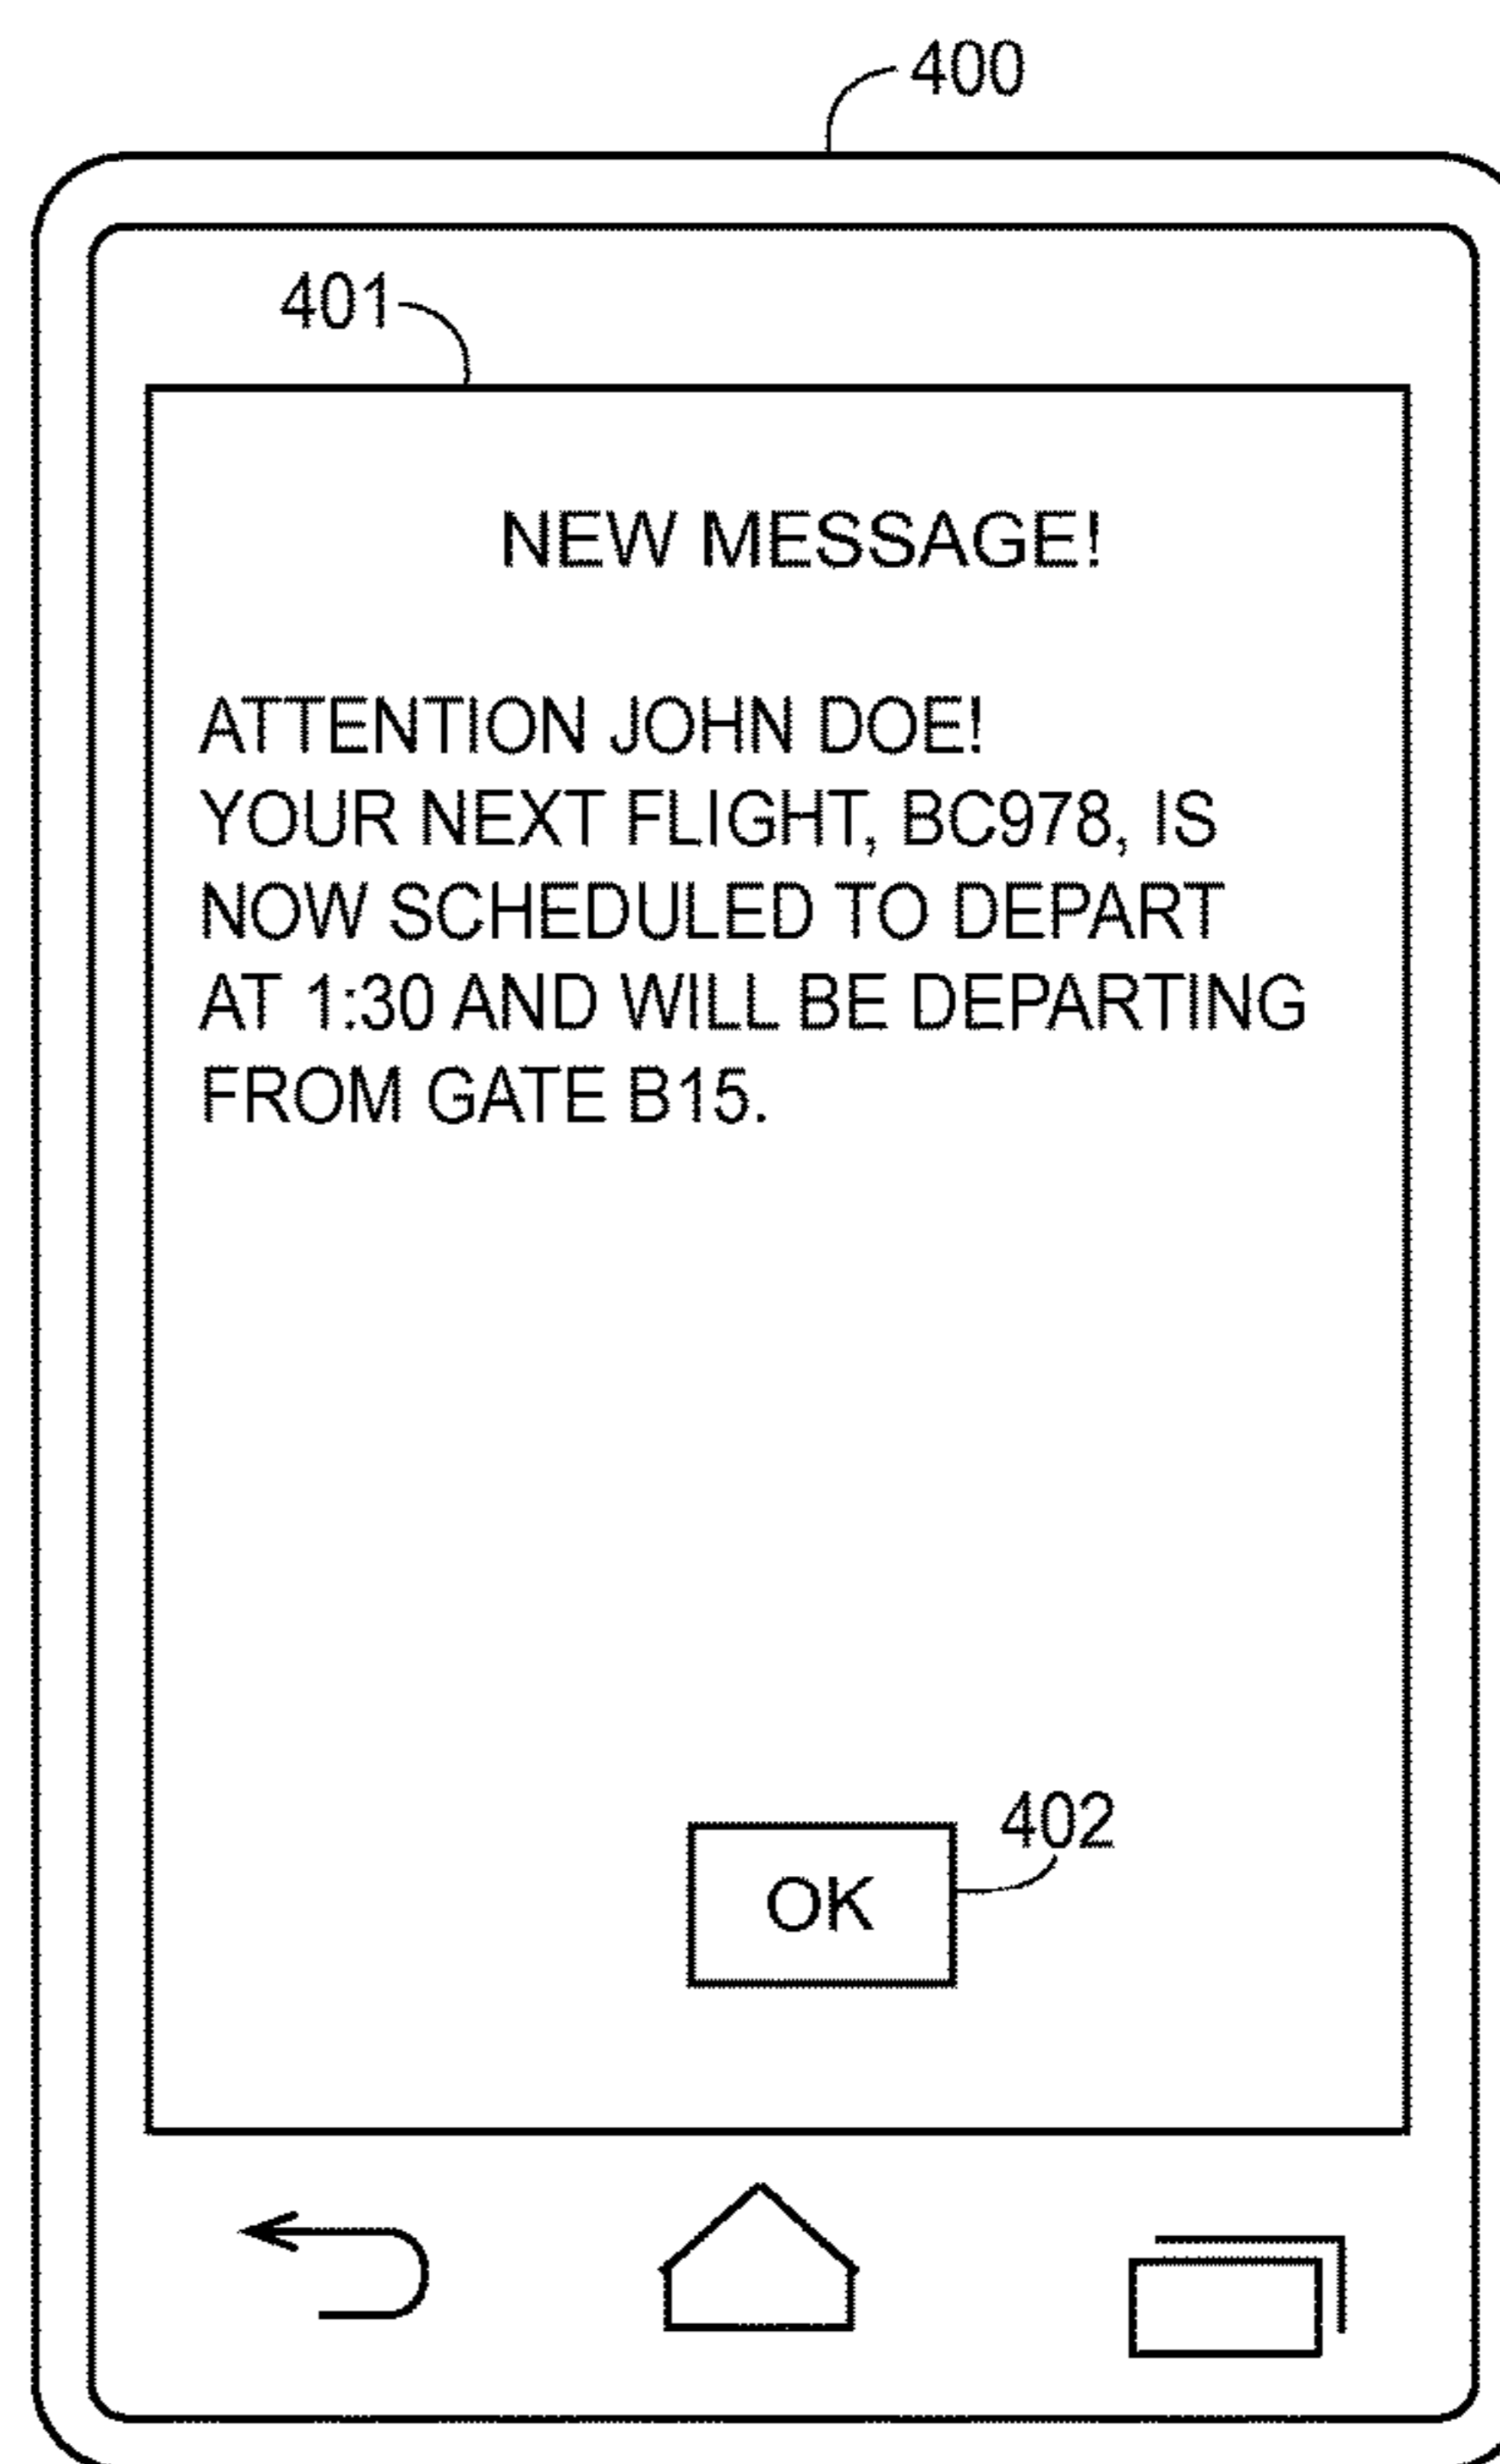 400
401
NEW MESSAGE!
ATTENTION JOHN DOE!
YOUR NEXT FLIGHT, BC978, IS
NOW SCHEDULED TO DEPART
AT 1:30 AND WILL BE DEPARTING
FROM GATE B15.
402
OK